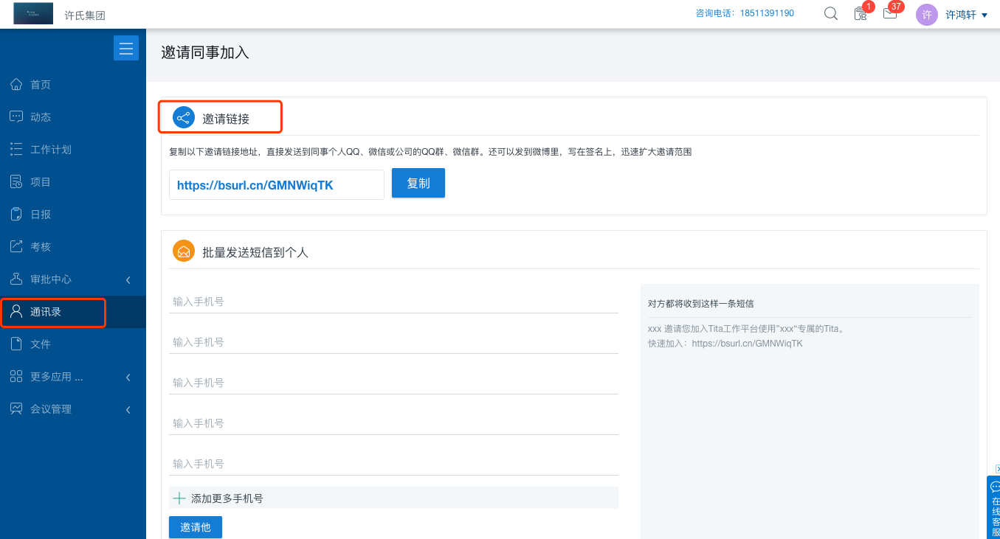 许氏集团
咨询电话：18511391190
1
37
许
许鸿轩
邀请同事加入
首页
动态
工作计划
项目
日报
考核
审批中心
通讯录
文件
更多应用 ...
会议管理
邀请链接
复制以下邀请链接地址，直接发送到同事个人QQ、微信或公司的QQ群、微信群。还可以发到微博里，写在签名上，迅速扩大邀请范围
https://bsurl.cn/GMNWiqTK
复制
批量发送短信到个人
输入手机号
输入手机号
输入手机号
输入手机号
输入手机号
添加更多手机号
邀请他
对方都将收到这样一条短信
xxx 邀请您加入Tita工作平台使用”xxx“专属的Tita。
快速加入：https://bsurl.cn/GMNWiqTK
在线客服